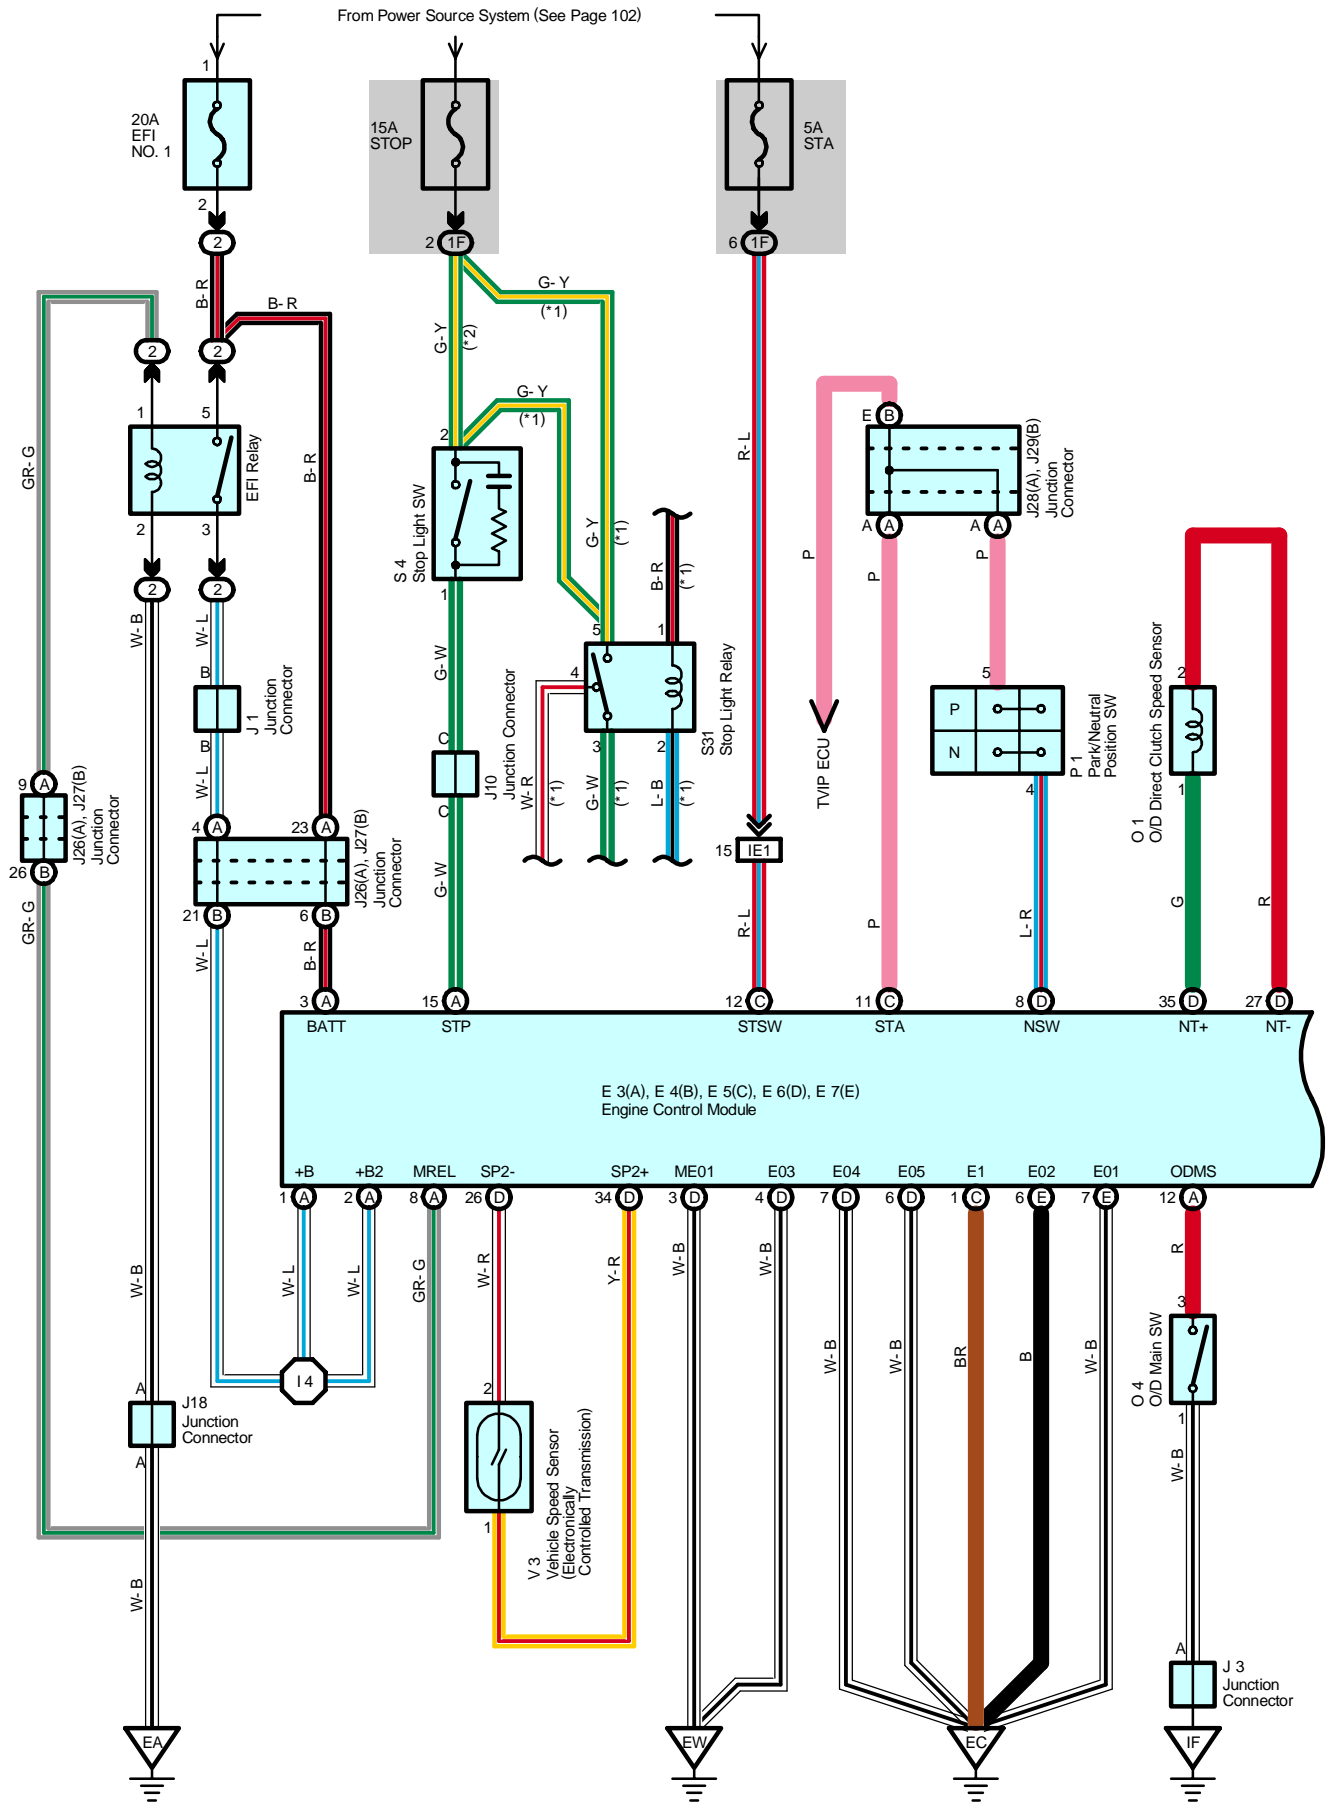 From Power Source System (See Page 102)
1
20A
EFI
NO. 1
2
2
15A
STOP
2
1F
5A
STA
6
1F
B-R
B-R
G-Y
(*1)
G-Y
(*2)
2
2
1
5
EFI Relay
2
3
2
2
GR-G
B-R
G-Y
(*1)
2
S 4
Stop Light SW
1
G-Y
(*1)
B-R
(*1)
R-L
P
E
B
J28(A), J29(B)
Junction
Connector
A
A
A
A
P
P
W-B
W-L
B
J 1
Junction
Connector
B
W-L
G-W
C
J10
Junction Connector
C
5
1
4
3
2
S31
Stop Light Relay
W-R
(*1)
G-W
(*1)
L-B
(*1)
TVIP ECU
5
P
N
4
P 1
Park/Neutral
Position SW
2
1
O 1
O/D Direct Clutch Speed Sensor
9
A
J26(A), J27(B)
Junction
Connector
26
B
GR-G
4
A
23
A
J26(A), J27(B)
Junction
Connector
21
B
6
B
W-L
B-R
G-W
15
IE1
R-L
P
L-R
G
R
3
A
15
A
12
C
11
C
8
D
35
D
27
D
BATT
STP
STSW
STA
NSW
NT+
NT-
E 3(A), E 4(B), E 5(C), E 6(D), E 7(E)
Engine Control Module
+B
+B2
MREL
SP2-
SP2+
ME01
E03
E04
E05
E1
E02
E01
ODMS
1
A
2
A
8
A
26
D
34
D
3
D
4
D
7
D
6
D
1
C
6
E
7
E
12
A
W-B
W-L
W-L
GR-G
W-R
Y-R
W-B
W-B
W-B
W-B
BR
B
W-B
R
3
O 4
O/D Main SW
1
I 4
A
J18
Junction
Connector
A
2
1
V 3
Vehicle Speed Sensor
(Electronically
Controlled Transmission)
W-B
W-B
A
J 3
Junction
Connector
EA
EW
EC
IF